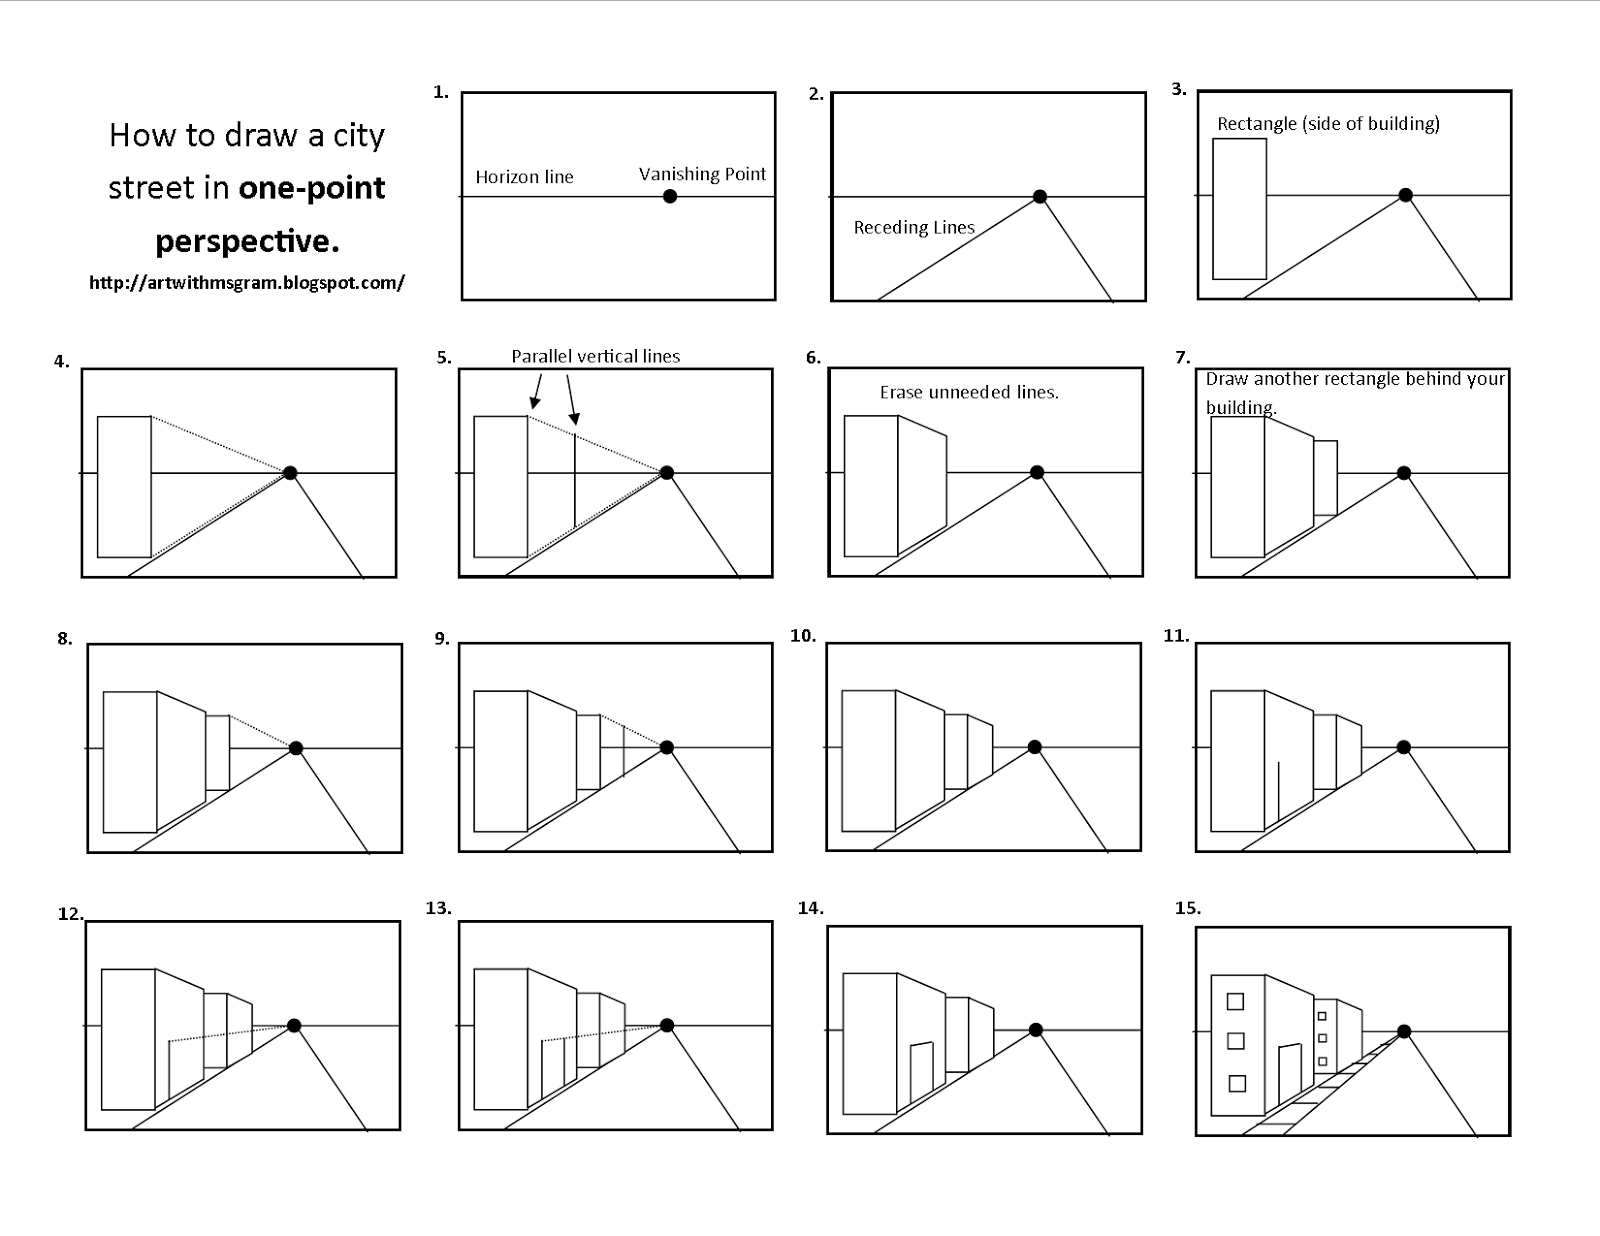 How to draw a city
street in one-point
perspective.
http://artwithmsgram.blogspot.com/
1.
Horizon line
Vanishing Point
2.
Receding Lines
3.
Rectangle (side of building)
4.
5.
Parallel vertical lines
6.
Erase unneeded lines.
7.
Draw another rectangle behind your
building.
8.
9.
10.
11.
12.
13.
14.
15.